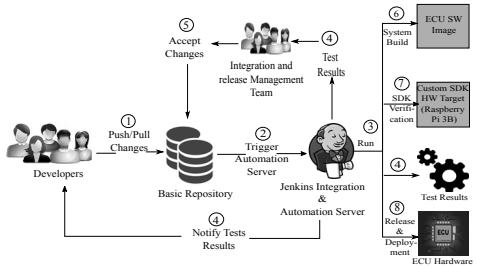 5
Accept
Changes
Integration and
release Management
Team
4
Test
Results
6
System
Build
ECU SW
Image
1
Push/Pull
Changes
Developers
Basic Repository
2
Trigger
Automation
Server
Jenkins Integration
&
Automation Server
3
Run
7
SDK
Verifi-
cation
Custom SDK
HW Target
(Raspberry
Pi 3B)
4
Test Results
4
Notify Tests
Results
8
Release
&
Deploy-
ment
ECU
ECU Hardware